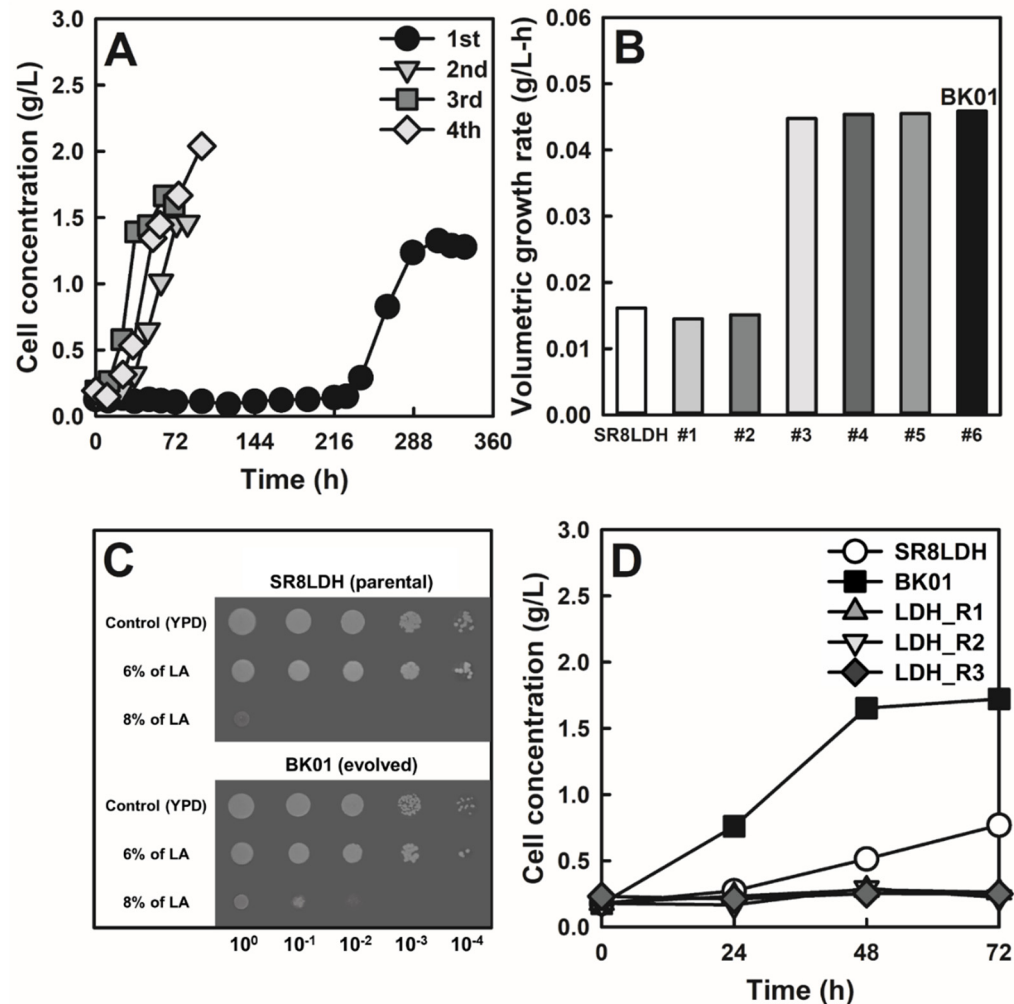 A
Cell concentration (g/L)
3.0
2.5
2.0
1.5
1.0
0.5
0.0
1st
2nd
3rd
4th
0 72 144 216 288 360
Time (h)
B
Volumetric growth rate (g/L-h)
0.06
0.05
0.04
0.03
0.02
0.01
0.00
BK01
SR8LDH #1 #2 #3 #4 #5 #6
C
SR8LDH (parental)
Control (YPD)
6% of LA
8% of LA
BK01 (evolved)
Control (YPD)
6% of LA
8% of LA
10⁰ 10⁻¹ 10⁻² 10⁻³ 10⁻⁴
D
Cell concentration (g/L)
3.0
2.5
2.0
1.5
1.0
0.5
0.0
SR8LDH
BK01
LDH_R1
LDH_R2
LDH_R3
0 24 48 72
Time (h)